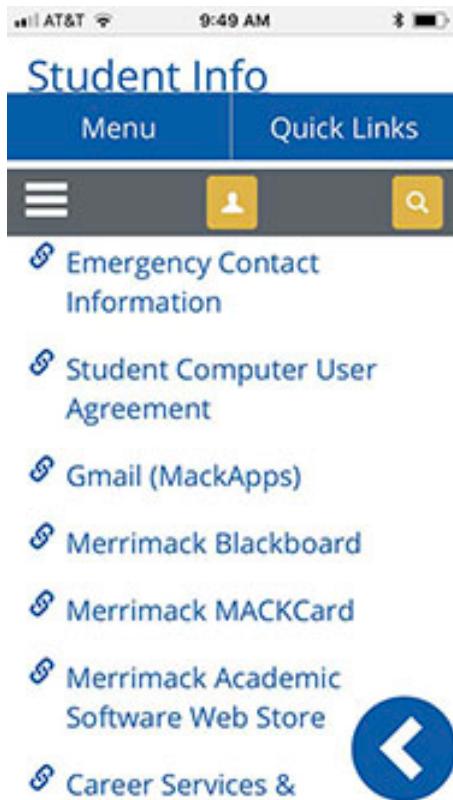 AT&T 9:49 AM
Student Info
Menu Quick Links
Emergency Contact
Information
Student Computer User
Agreement
Gmail (MackApps)
Merrimack Blackboard
Merrimack MACKCard
Merrimack Academic
Software Web Store
Career Services &